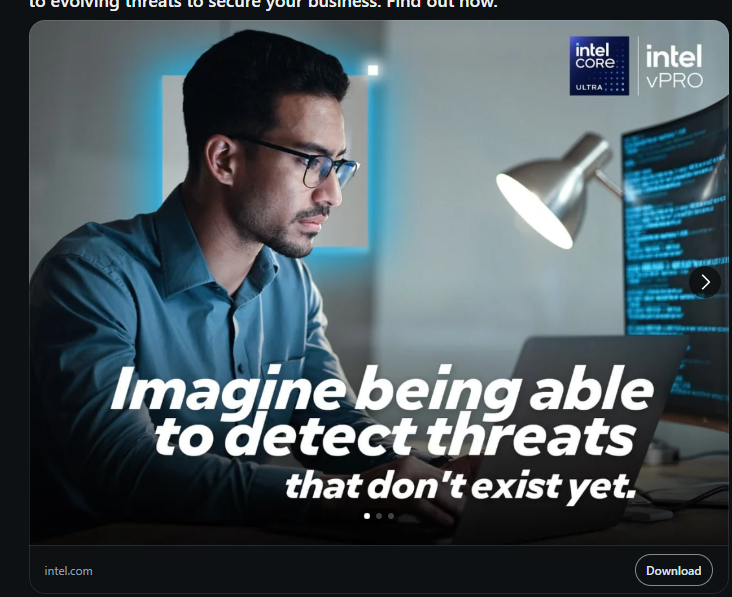 to evolving threats to secure your business. Find out how.
intel
CORE
ULTRA
intel
vPRO
Imagine being able
to detect threats
that don't exist yet.
intel.com
Download